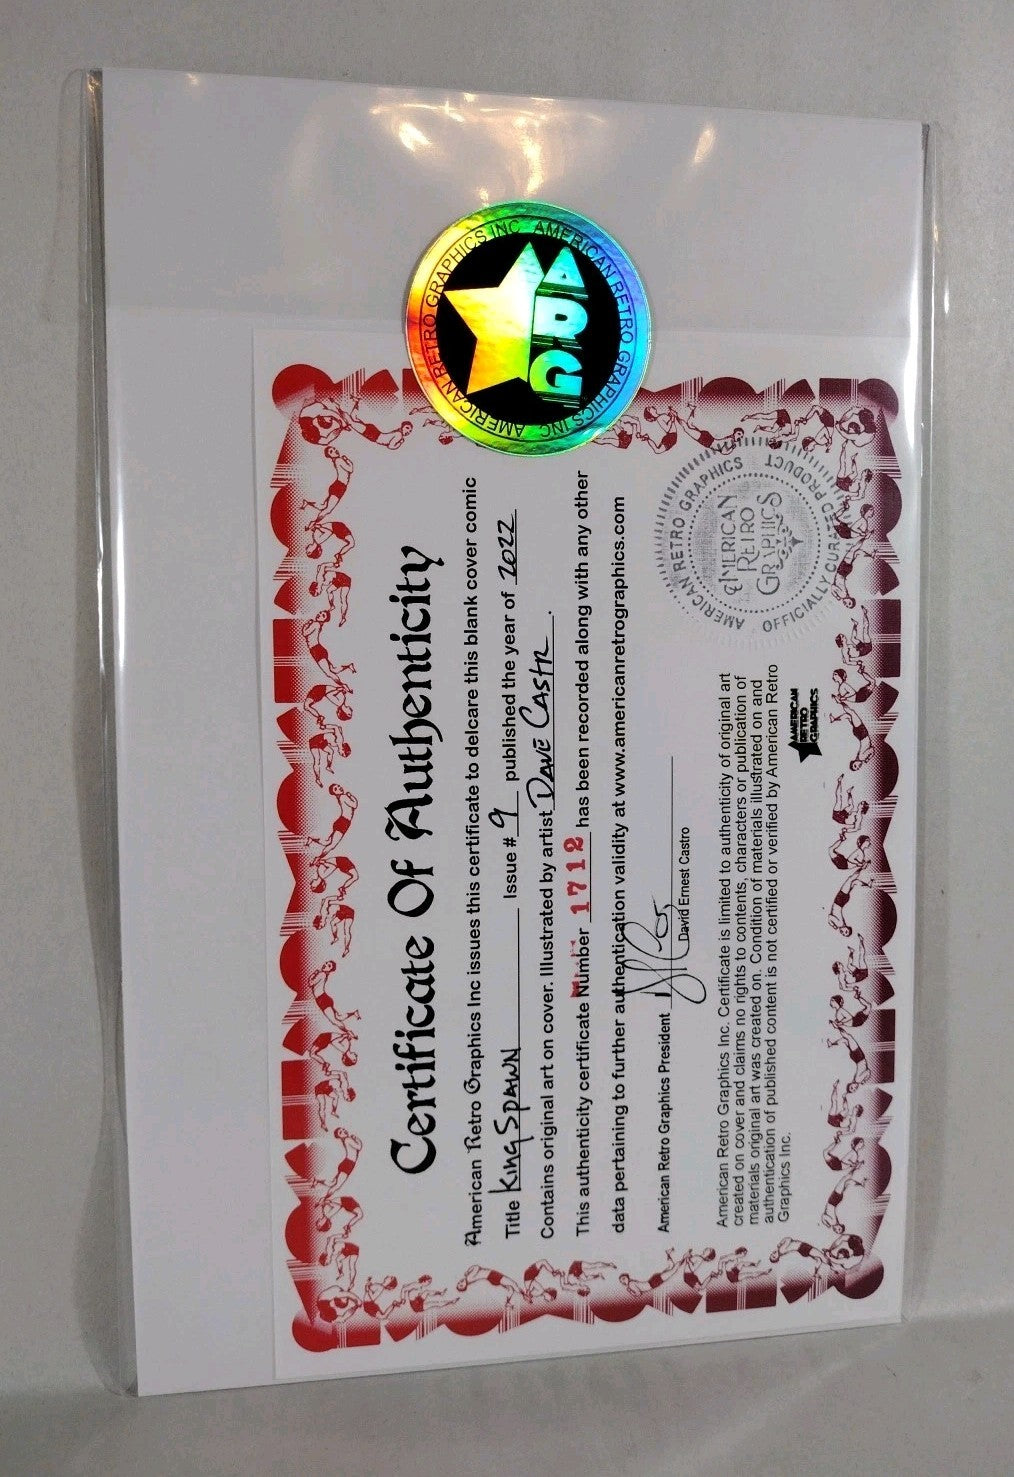 AMERICAN RETRO GRAPHICS INC AMERICAN RETRO GRAPHICS INC
ARG
Certificate Of Authenticity
American Retro Graphics Inc issues this certificate to delcare this blank cover comic
Title King Spawn Issue # 9 published the year of 2022
Contains original art on cover. Illustrated by artist DAVE CASTR.
This authenticity certificate Number 1712 has been recorded along with any other
data pertaining to further authentication validity at www.americanretrographics.com
American Retro Graphics President
David Ernest Castro
American Retro Graphics Inc. Certificate is limited to authenticity of original art
created on cover and claims no rights to contents, characters or publication of
materials original art was created on. Condition of materials illustrated on and
authentication of published content is not certified or verified by American Retro
Graphics Inc.
AMERICAN
RETRO
GRAPHICS
AMERICAN RETRO GRAPHICS
OFFICIALLY CURATED PRODUCT
AMERICAN
RETRO
GRAPHICS